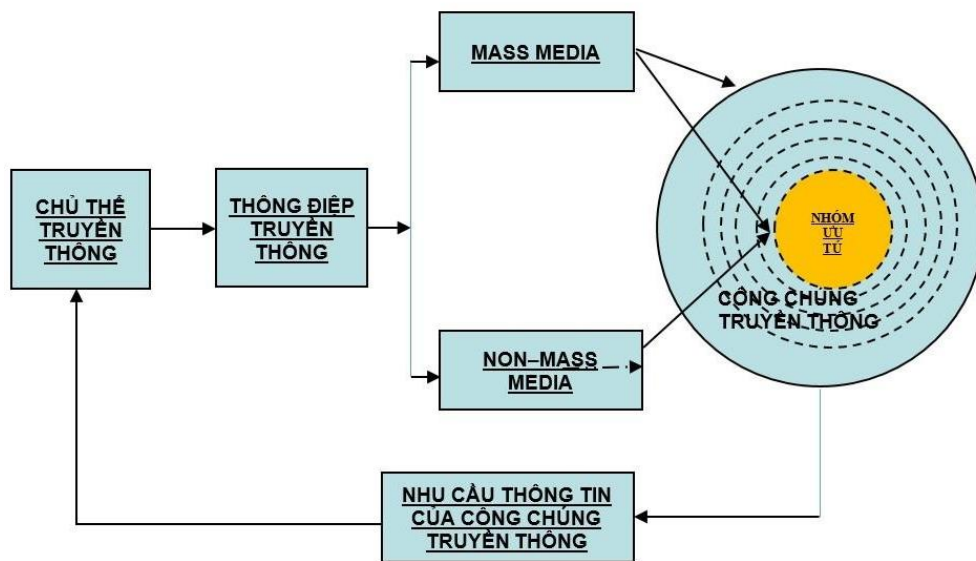 MASS MEDIA
CHỦ THỂ
TRUYỀN
THÔNG
THÔNG ĐIỆP
TRUYỀN
THÔNG
NHÓM
ƯU
TÚ
CÔNG CHÚNG
TRUYỀN THÔNG
NON–MASS
MEDIA
NHU CẦU THÔNG TIN
CỦA CÔNG CHÚNG
TRUYỀN THÔNG